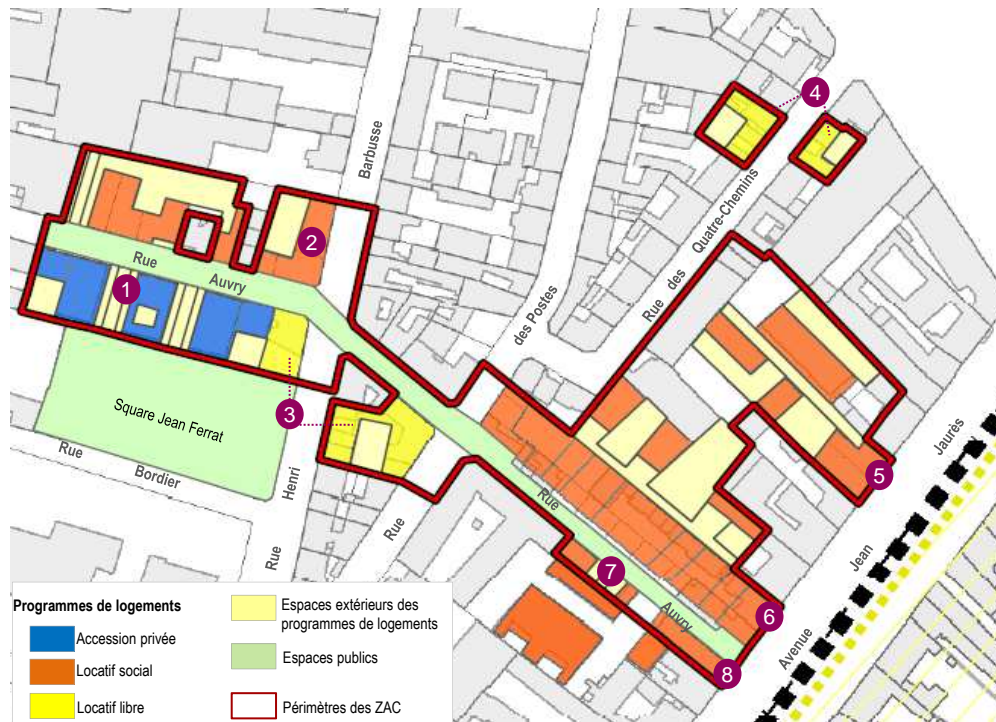 4
Barbusse
Quatre-Chemins
Rue des
2
Rue Auvry
1
des Postes
3
Square Jean Ferrat
Rue Bordier
Rue Henri
Rue
Rue Auvry
5
6
7
8
Avenue Jean Jaurès
Programmes de logements
Accession privée
Locatif social
Locatif libre
Espaces extérieurs des
programmes de logements
Espaces publics
Périmètres des ZAC